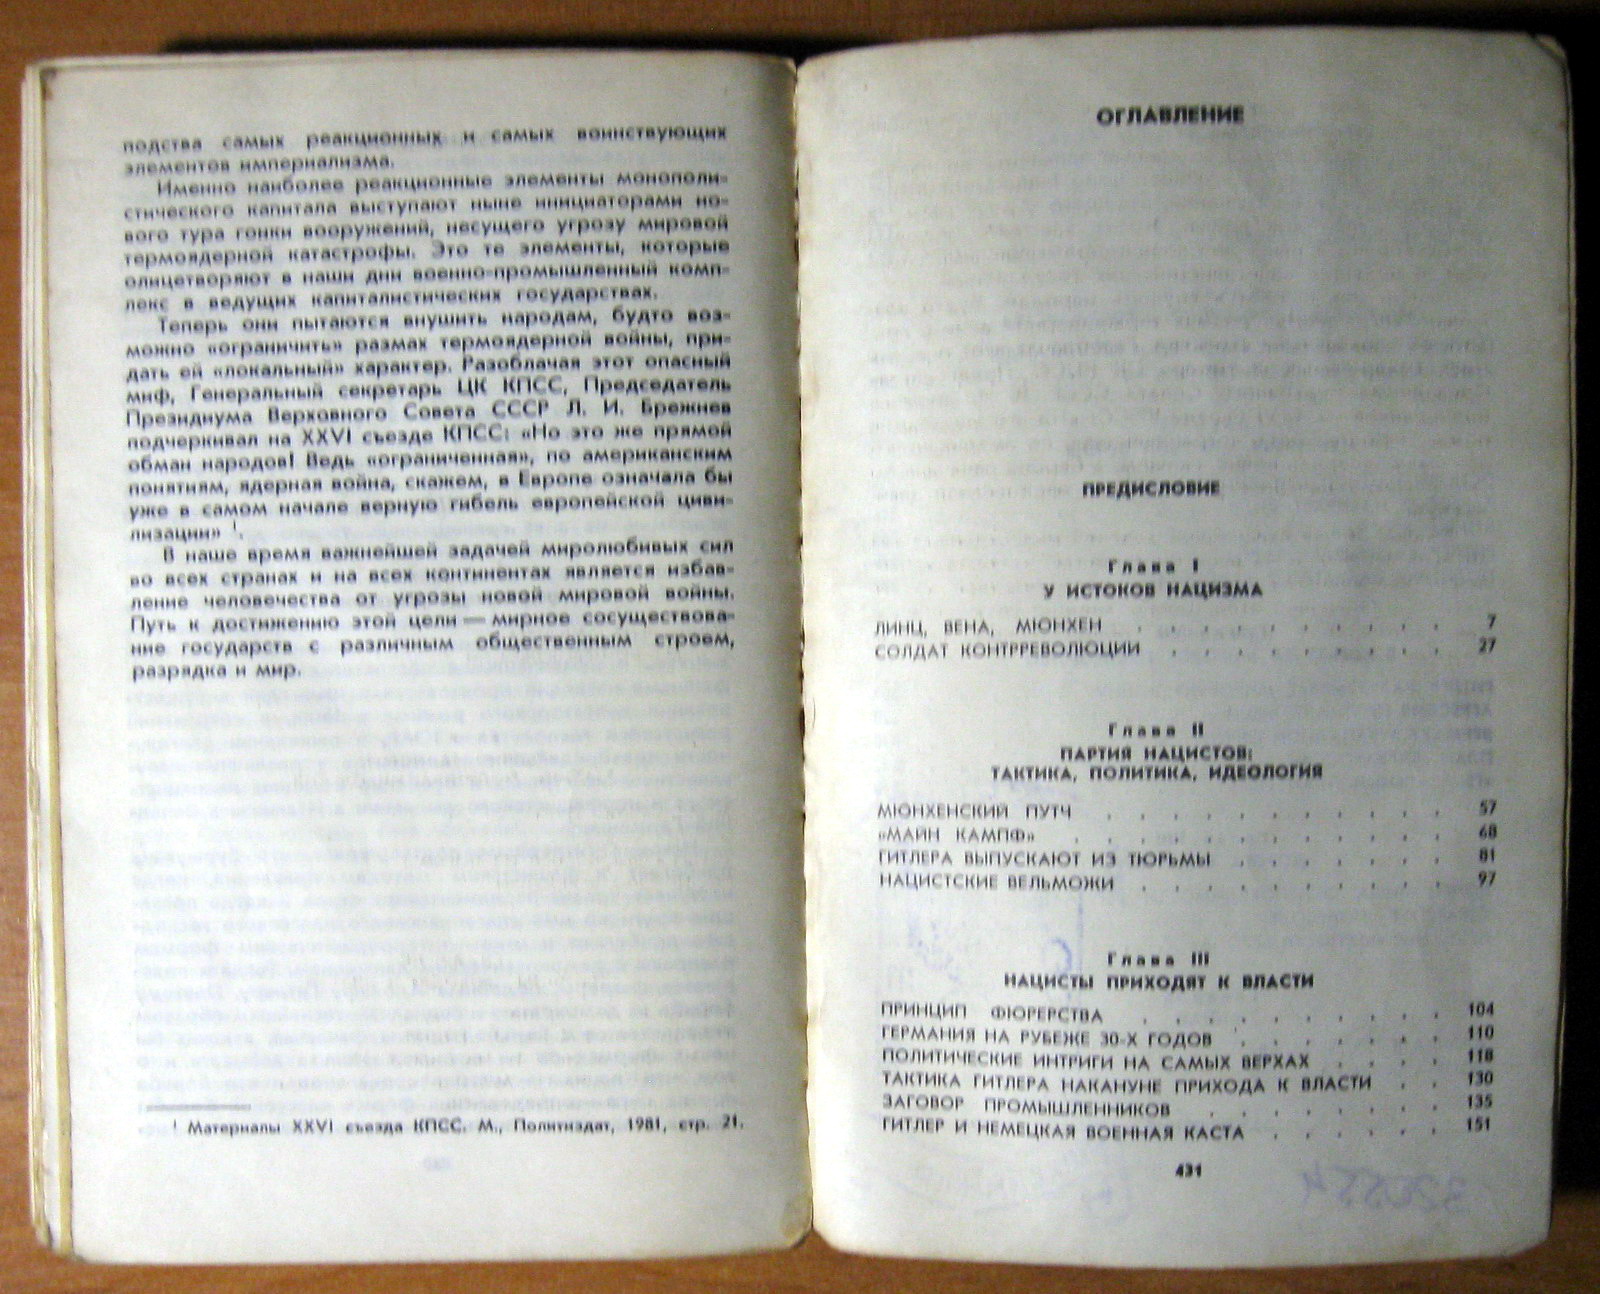 подства самых реакционных и самых воинствующих
элементов империализма.
Именно наиболее реакционные элементы монополи-
стического капитала выступают ныне инициаторами но-
вого тура гонки вооружений, несущего угрозу мировой
термоядерной катастрофы. Это те элементы, которые
олицетворяют в наши дни военно-промышленный комп-
лекс в ведущих капиталистических государствах.
Теперь они пытаются внушить народам, будто воз-
можно «ограничить» размах термоядерной войны, при-
дать ей «локальный» характер. Разоблачая этот опасный
миф, Генеральный секретарь ЦК КПСС, Председатель
Президиума Верховного Совета СССР Л. И. Брежнев
подчеркивал на XXVI съезде КПСС: «Но это же прямой
обман народов! Ведь «ограниченная», по американским
понятиям, ядерная война, скажем, в Европе означала бы
уже в самом начале верную гибель европейской циви-
лизации» ¹.
В наше время важнейшей задачей миролюбивых сил
во всех странах и на всех континентах является избав-
ление человечества от угрозы новой мировой войны.
Путь к достижению этой цели — мирное сосуществова-
ние государств с различным общественным строем,
разрядка и мир.
¹ Материалы XXVI съезда КПСС. М., Политиздат, 1981, стр. 21.
ОГЛАВЛЕНИЕ
ПРЕДИСЛОВИЕ
Глава I
У ИСТОКОВ НАЦИЗМА
ЛИНЦ, ВЕНА, МЮНХЕН . . . . . . . . . . 7
СОЛДАТ КОНТРРЕВОЛЮЦИИ . . . . . . . . . 27
Глава II
ПАРТИЯ НАЦИСТОВ:
ТАКТИКА, ПОЛИТИКА, ИДЕОЛОГИЯ
МЮНХЕНСКИЙ ПУТЧ . . . . . . . . . . . 57
«МАЙН КАМПФ» . . . . . . . . . . . . 68
ГИТЛЕРА ВЫПУСКАЮТ ИЗ ТЮРЬМЫ . . . . . . . 81
НАЦИСТСКИЕ ВЕЛЬМОЖИ . . . . . . . . . . 97
Глава III
НАЦИСТЫ ПРИХОДЯТ К ВЛАСТИ
ПРИНЦИП ФЮРЕРСТВА . . . . . . . . . . 104
ГЕРМАНИЯ НА РУБЕЖЕ 30-Х ГОДОВ . . . . . . . 110
ПОЛИТИЧЕСКИЕ ИНТРИГИ НА САМЫХ ВЕРХАХ . . . . 118
ТАКТИКА ГИТЛЕРА НАКАНУНЕ ПРИХОДА К ВЛАСТИ . . 130
ЗАГОВОР ПРОМЫШЛЕННИКОВ . . . . . . . . 135
ГИТЛЕР И НЕМЕЦКАЯ ВОЕННАЯ КАСТА . . . . . . 151
431